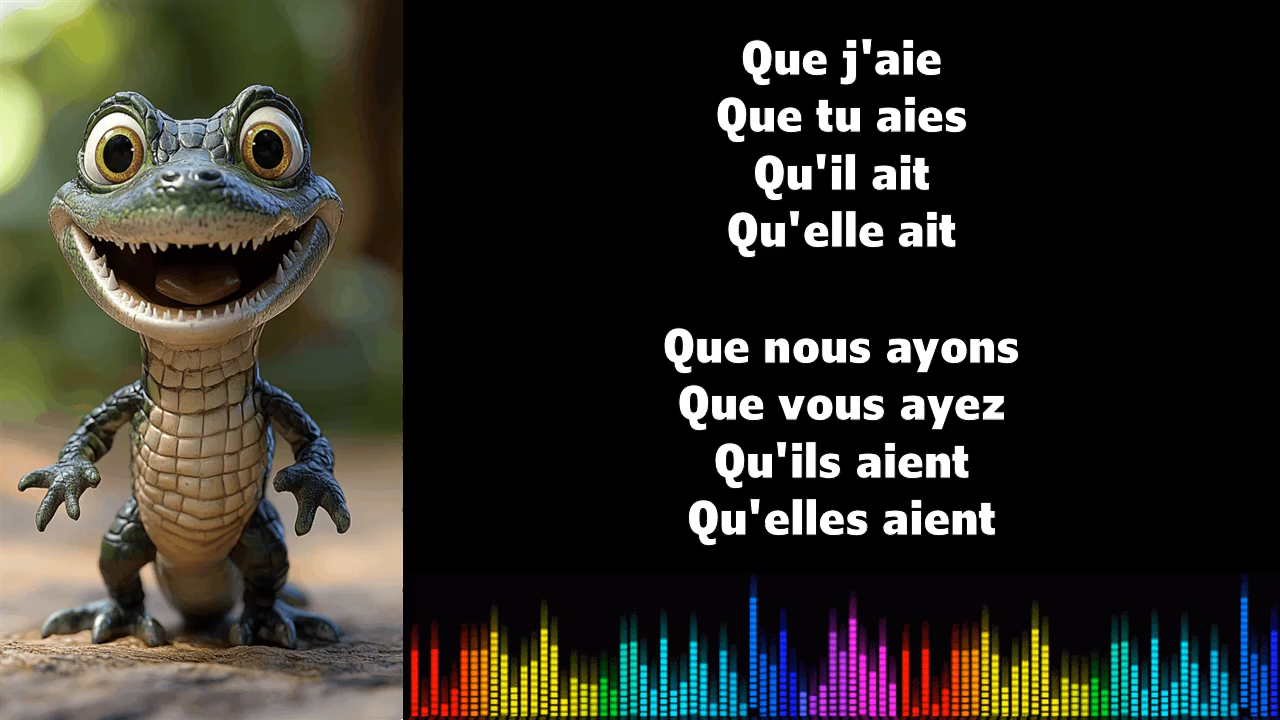 Que j'aie
Que tu aies
Qu'il ait
Qu'elle ait
Que nous ayons
Que vous ayez
Qu'ils aient
Qu'elles aient